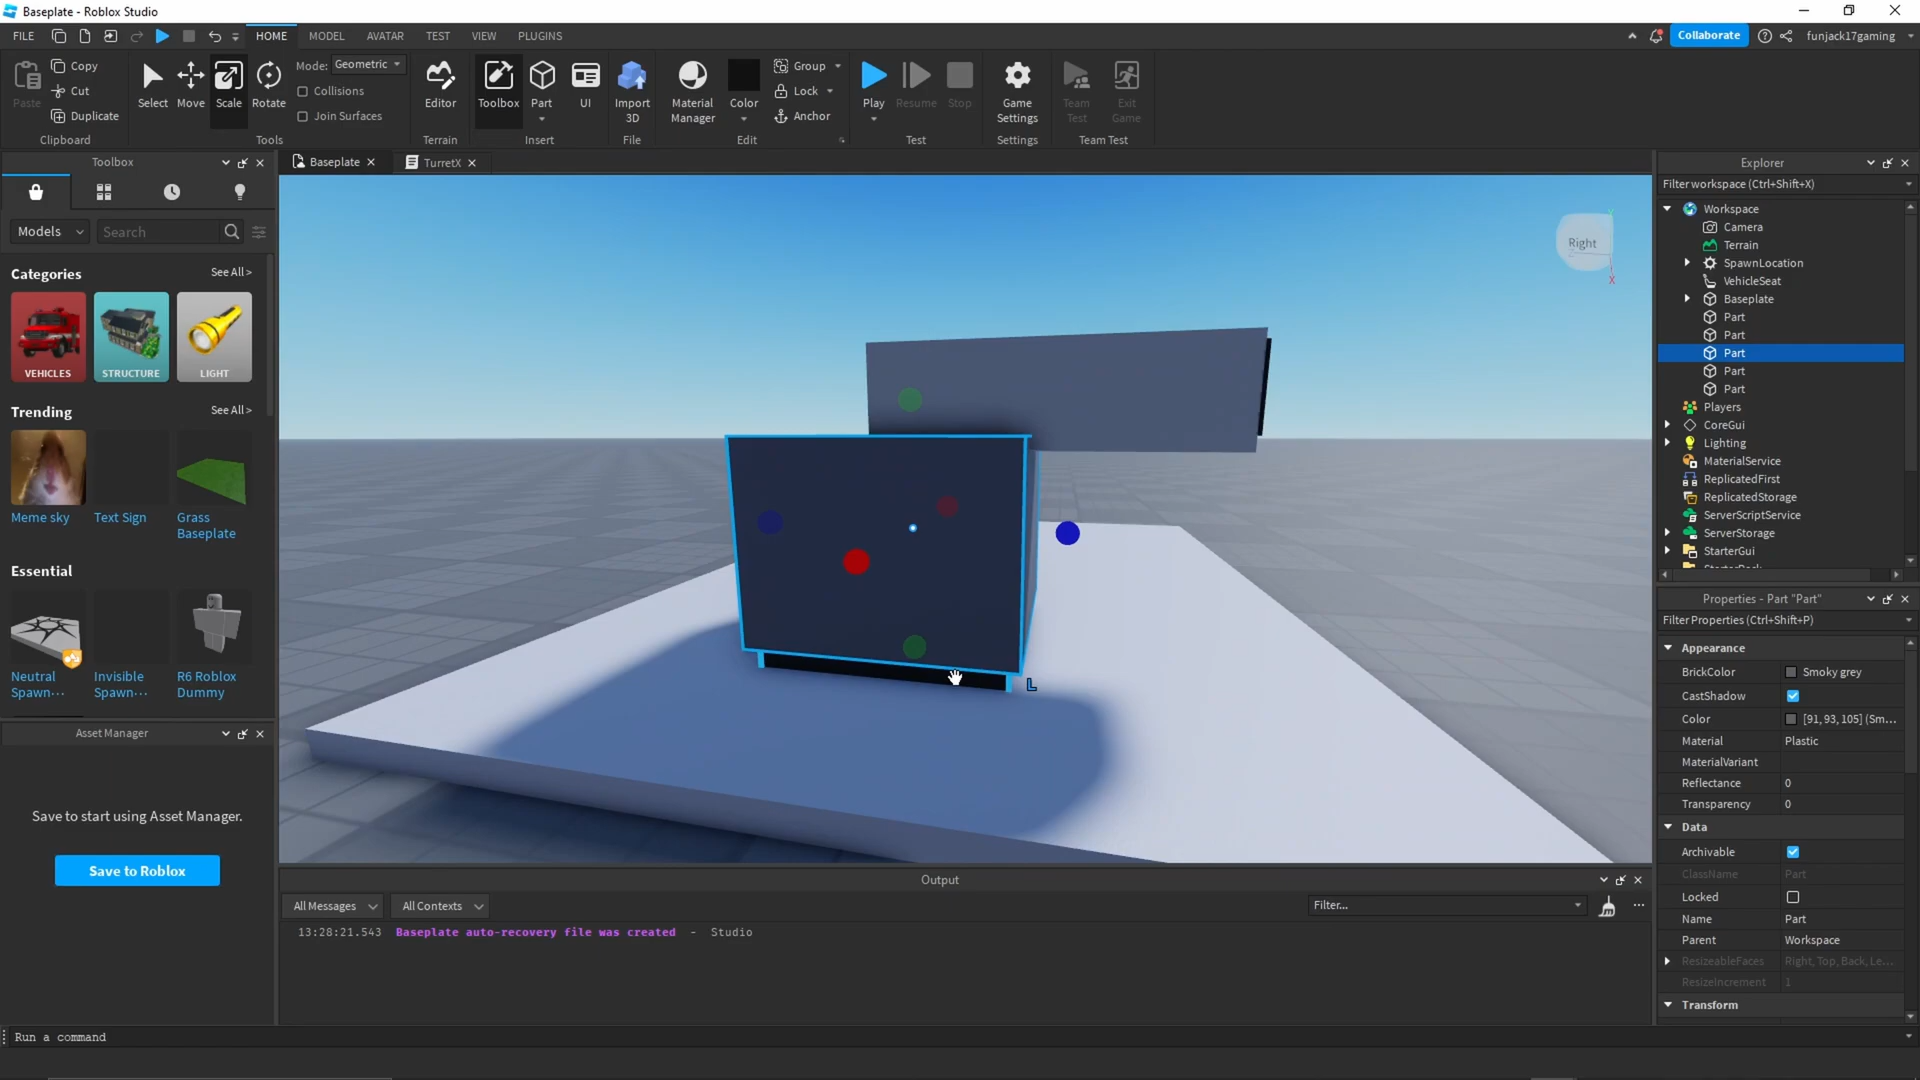 Baseplate - Roblox Studio
FILE HOME MODEL AVATAR TEST VIEW PLUGINS Collaborate funjack17gaming
Paste Copy Cut Duplicate Clipboard
Select Move Scale Rotate Mode: Geometric Collisions Join Surfaces Tools
Editor Terrain
Toolbox Part UI Insert
Import 3D File
Material Manager Color Group Lock Anchor Edit
Play Resume Stop Test
Game Settings Settings
Team Test Exit Game Team Test
Toolbox
Baseplate TurretX
Models Search
Categories See All >
VEHICLES STRUCTURE LIGHT
Trending See All >
Meme sky Text Sign Grass Baseplate
Essential
Neutral Spawn... Invisible Spawn... R6 Roblox Dummy
Asset Manager
Save to start using Asset Manager.
Save to Roblox
Right
X
L
Output
All Messages All Contexts Filter...
13:28:21.543 Baseplate auto-recovery file was created - Studio
Run a command
Explorer
Filter workspace (Ctrl+Shift+X)
Workspace
Camera
Terrain
SpawnLocation
VehicleSeat
Baseplate
Part
Part
Part
Part
Part
Players
CoreGui
Lighting
MaterialService
ReplicatedFirst
ReplicatedStorage
ServerScriptService
ServerStorage
StarterGui
Properties - Part "Part"
Filter Properties (Ctrl+Shift+P)
Appearance
BrickColor Smoky grey
CastShadow
Color [91, 93, 105] (Sm...
Material Plastic
MaterialVariant
Reflectance 0
Transparency 0
Data
Archivable
ClassName Part
Locked
Name Part
Parent Workspace
ResizeableFaces Right, Top, Back, Le...
ResizeIncrement 1
Transform